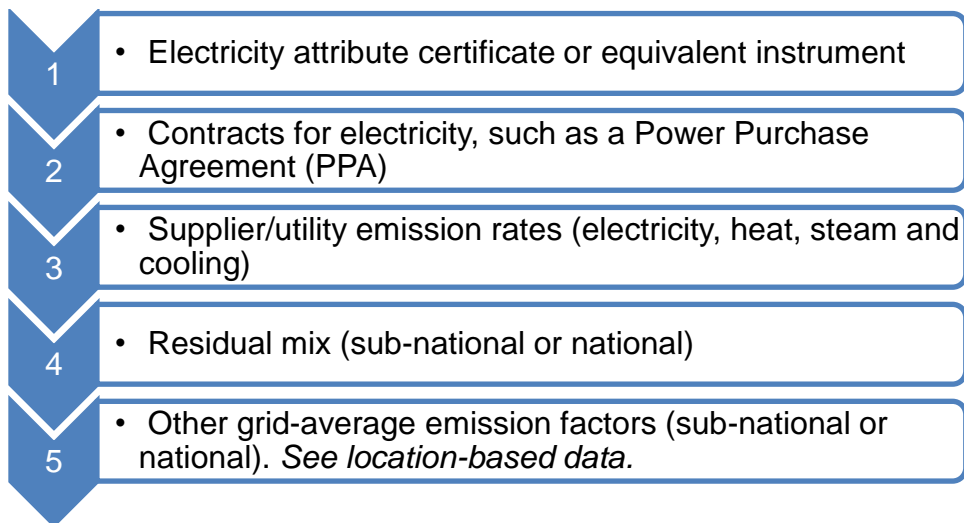 1
• Electricity attribute certificate or equivalent instrument
2
• Contracts for electricity, such as a Power Purchase
Agreement (PPA)
3
• Supplier/utility emission rates (electricity, heat, steam and
cooling)
4
• Residual mix (sub-national or national)
5
• Other grid-average emission factors (sub-national or
national). See location-based data.